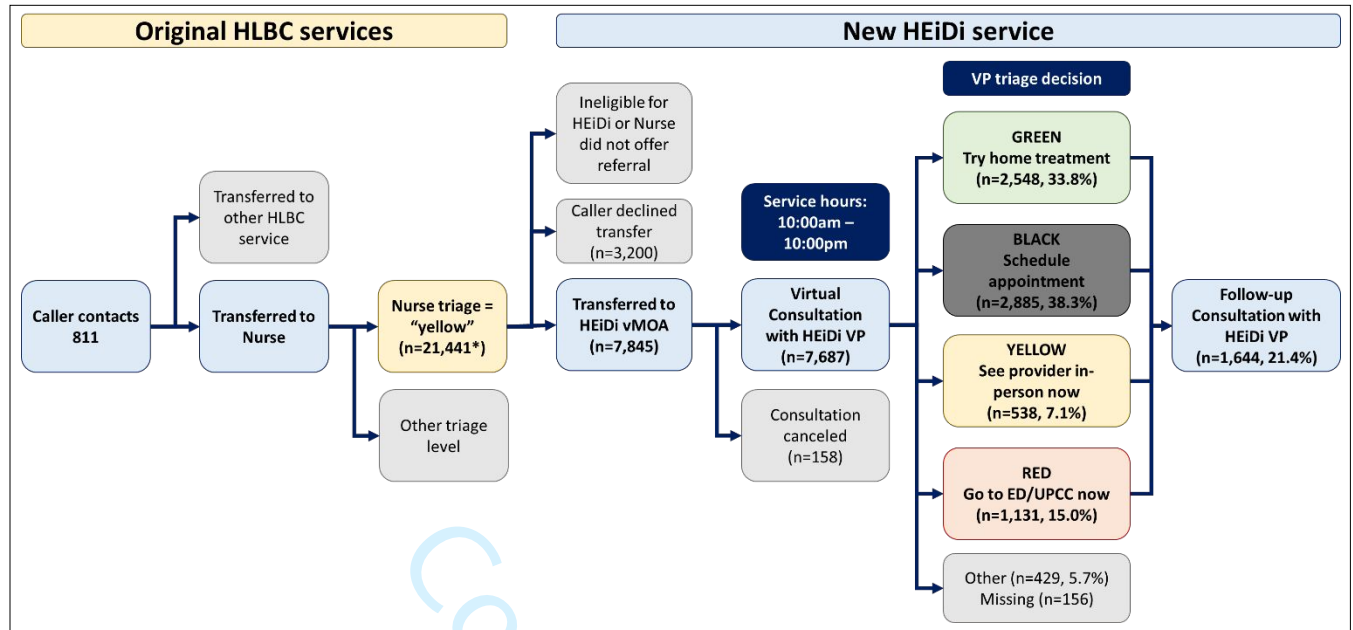 Original HLBC services
New HEiDi service
Caller contacts
811
Transferred to
other HLBC
service
Transferred to
Nurse
Nurse triage =
“yellow”
(n=21,441*)
Other triage
level
Ineligible for
HEiDi or Nurse
did not offer
referral
Caller declined
transfer
(n=3,200)
Transferred to
HEiDi vMOA
(n=7,845)
Service hours:
10:00am –
10:00pm
Virtual
Consultation
with HEiDi VP
(n=7,687)
Consultation
canceled
(n=158)
VP triage decision
GREEN
Try home treatment
(n=2,548, 33.8%)
BLACK
Schedule
appointment
(n=2,885, 38.3%)
YELLOW
See provider in-
person now
(n=538, 7.1%)
RED
Go to ED/UPCC now
(n=1,131, 15.0%)
Other (n=429, 5.7%)
Missing (n=156)
Follow-up
Consultation with
HEiDi VP
(n=1,644, 21.4%)